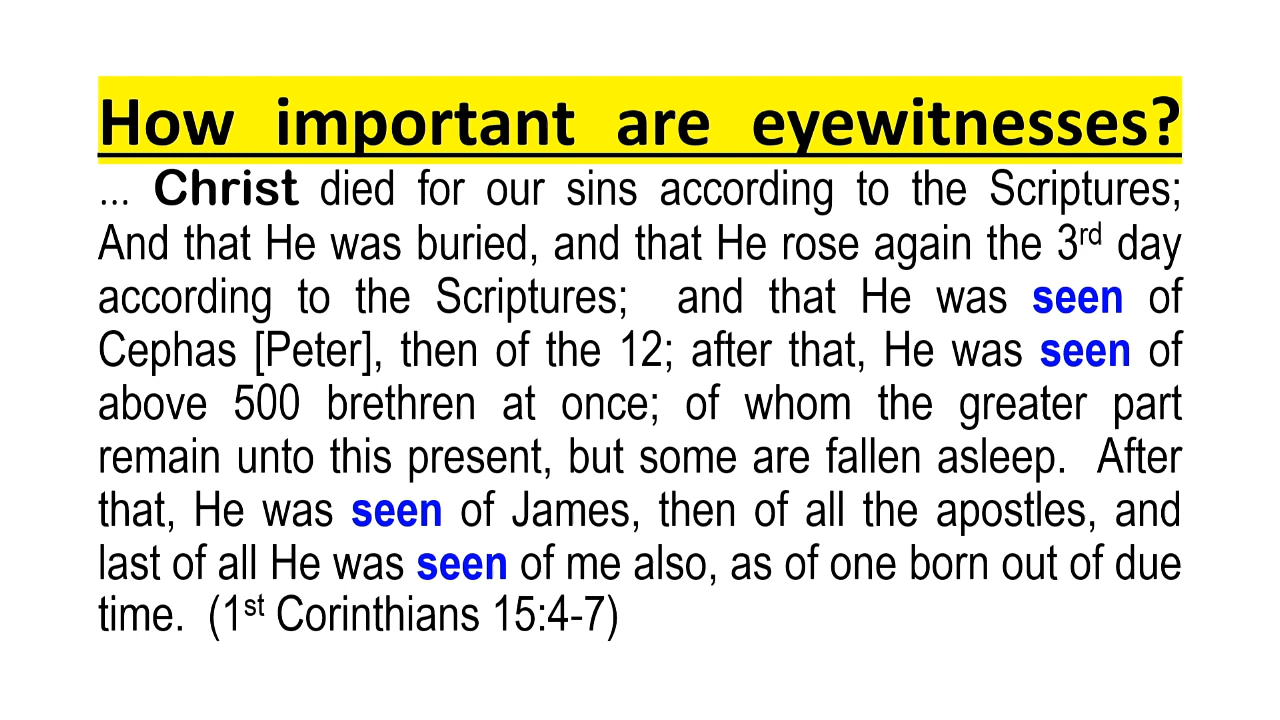 How important are eyewitnesses?
... Christ died for our sins according to the Scriptures;
And that He was buried, and that He rose again the 3rd day
according to the Scriptures; and that He was seen of
Cephas [Peter], then of the 12; after that, He was seen of
above 500 brethren at once; of whom the greater part
remain unto this present, but some are fallen asleep. After
that, He was seen of James, then of all the apostles, and
last of all He was seen of me also, as of one born out of due
time. (1st Corinthians 15:4-7)